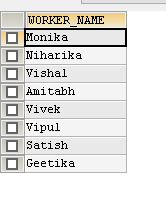 WORKER_NAME
Monika
Niharika
Vishal
Amitabh
Vivek
Vipul
Satish
Geetika